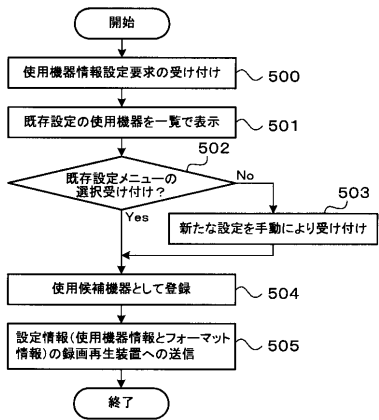 開始
使用機器情報設定要求の受け付け
500
既存設定の使用機器を一覧で表示
501
502
既存設定メニューの
選択受け付け?
No
Yes
503
新たな設定を手動により受け付け
使用候補機器として登録
504
設定情報(使用機器情報とフォーマット
情報)の録画再生装置への送信
505
終了